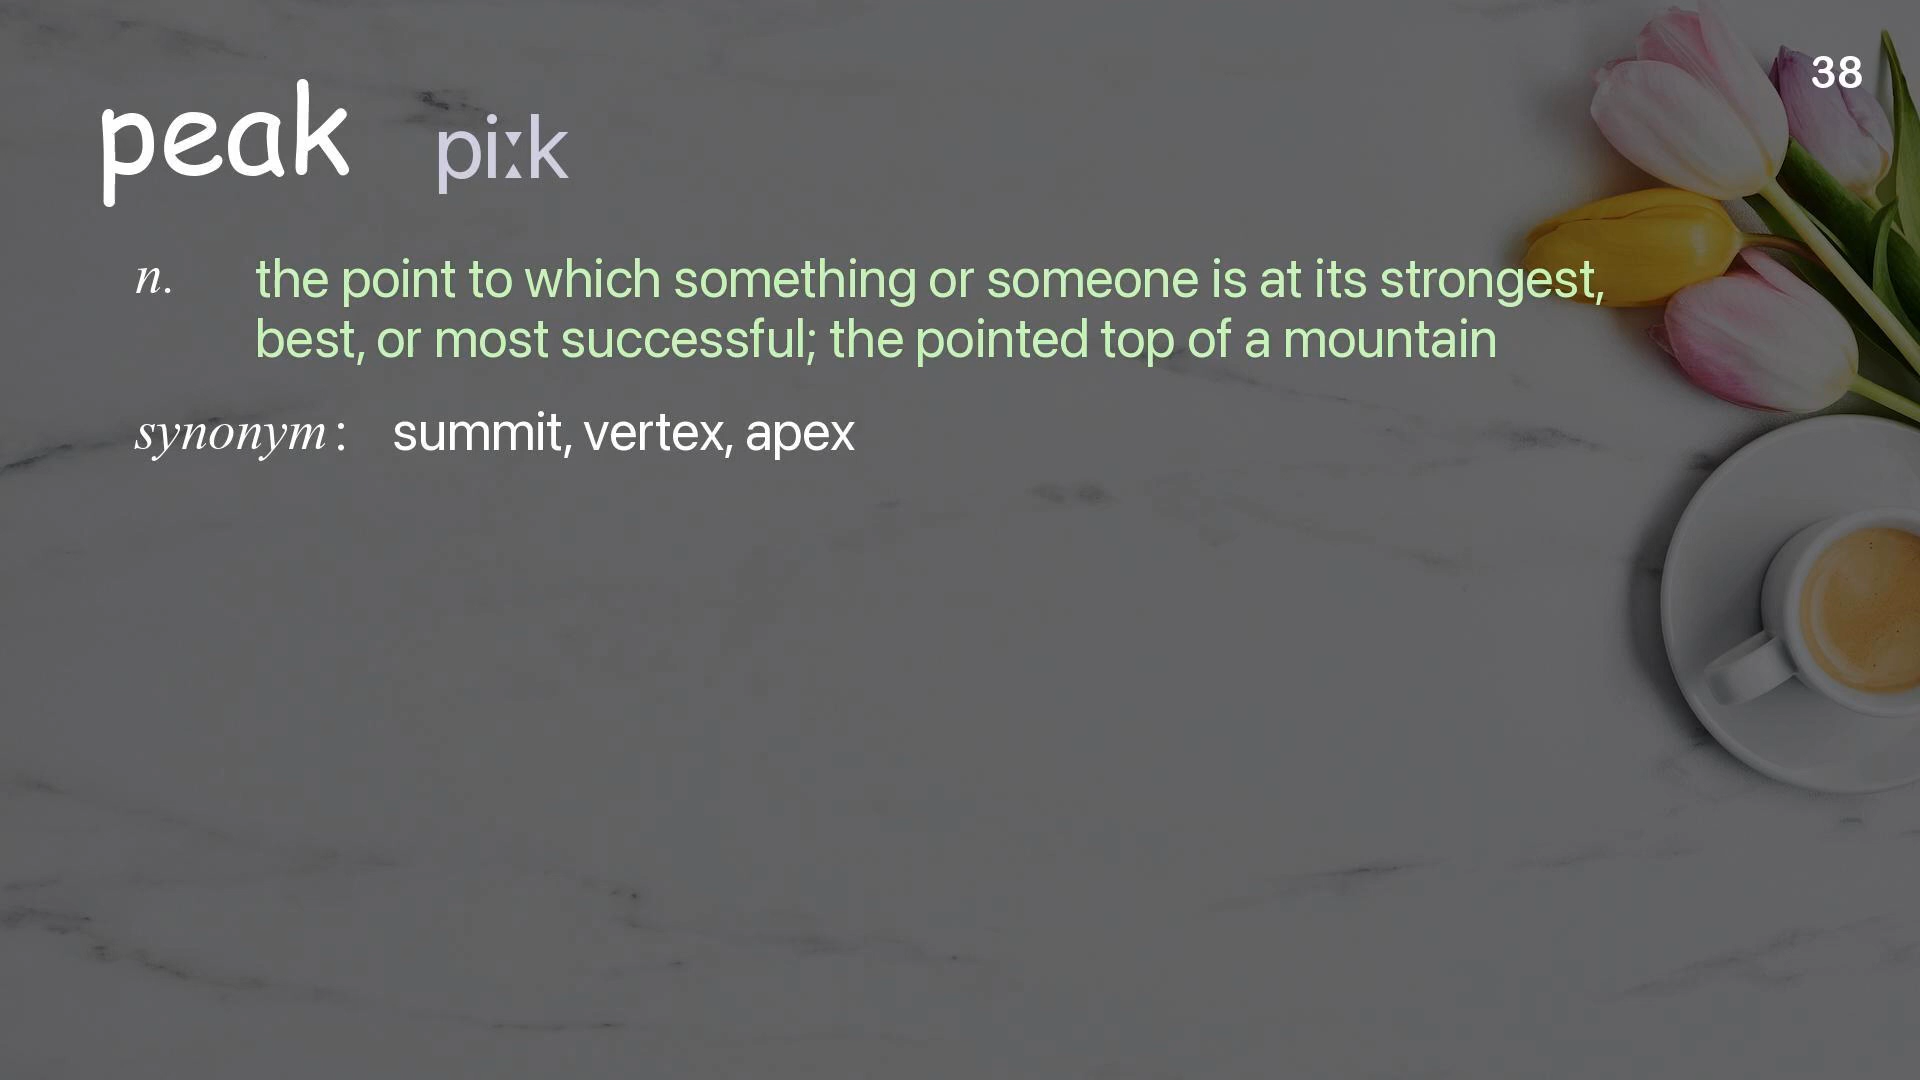 38
peak piːk
n. the point to which something or someone is at its strongest,
best, or most successful; the pointed top of a mountain
synonym : summit, vertex, apex